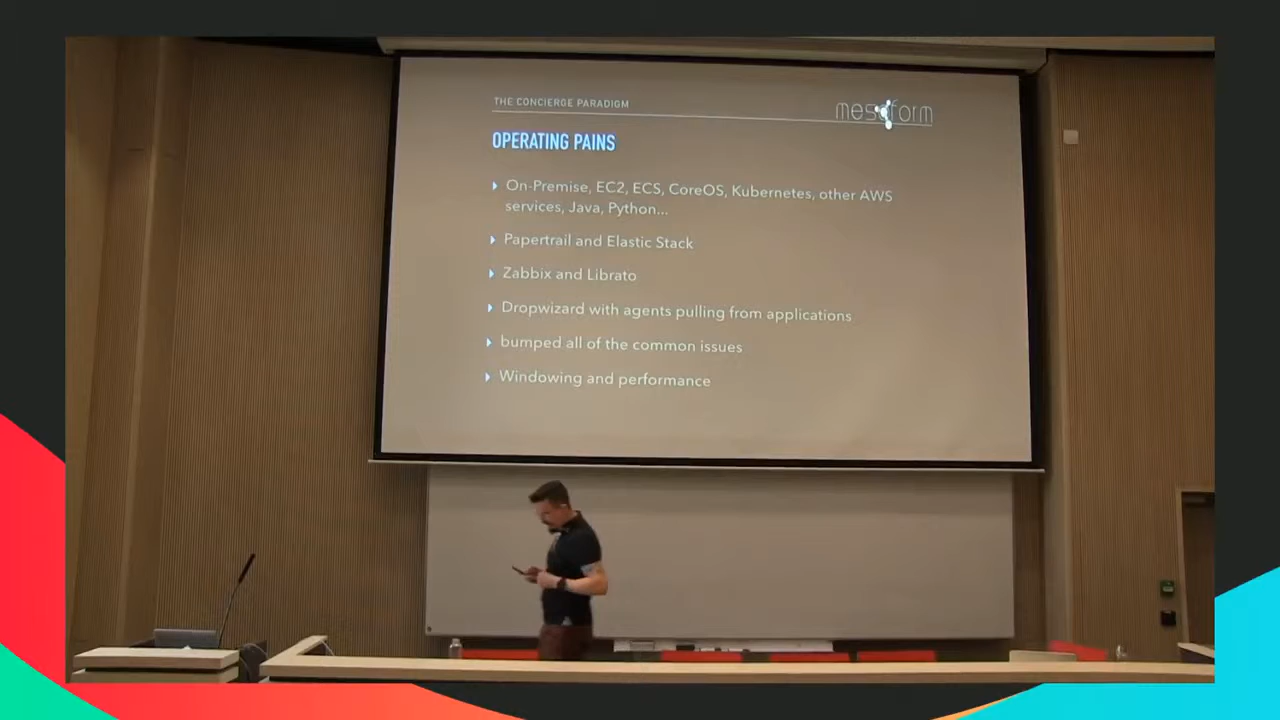 THE CONCIERGE PARADIGM
mesoform
OPERATING PAINS
On-Premise, EC2, ECS, CoreOS, Kubernetes, other AWS
services, Java, Python...
Papertrail and Elastic Stack
Zabbix and Librato
Dropwizard with agents pulling from applications
bumped all of the common issues
Windowing and performance